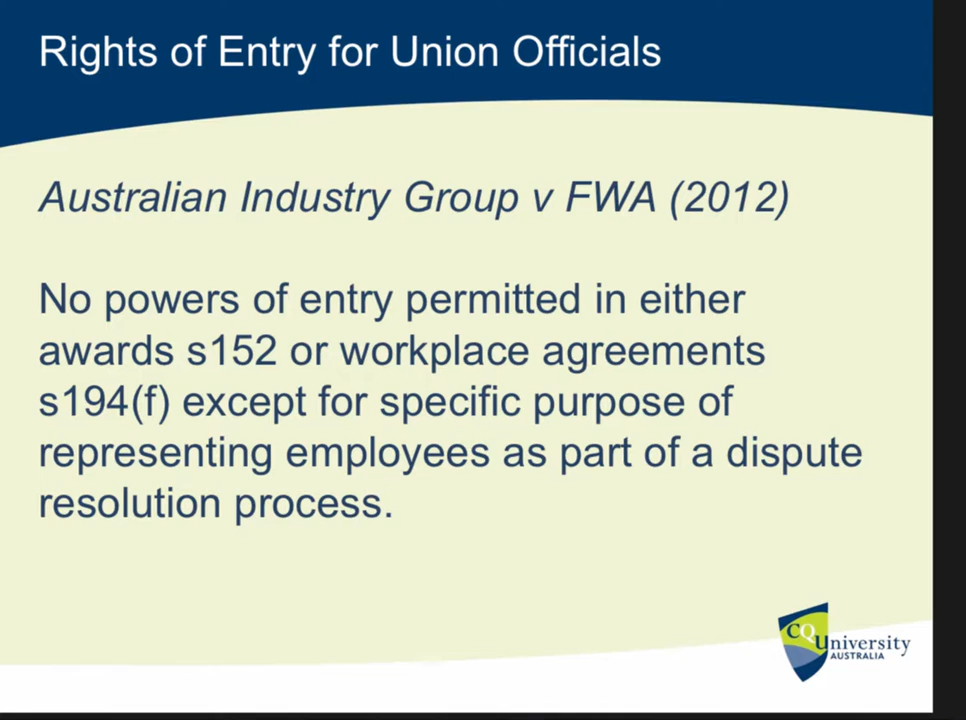 Rights of Entry for Union Officials
Australian Industry Group v FWA (2012)
No powers of entry permitted in either
awards s152 or workplace agreements
s194(f) except for specific purpose of
representing employees as part of a dispute
resolution process.
CQUniversity
AUSTRALIA